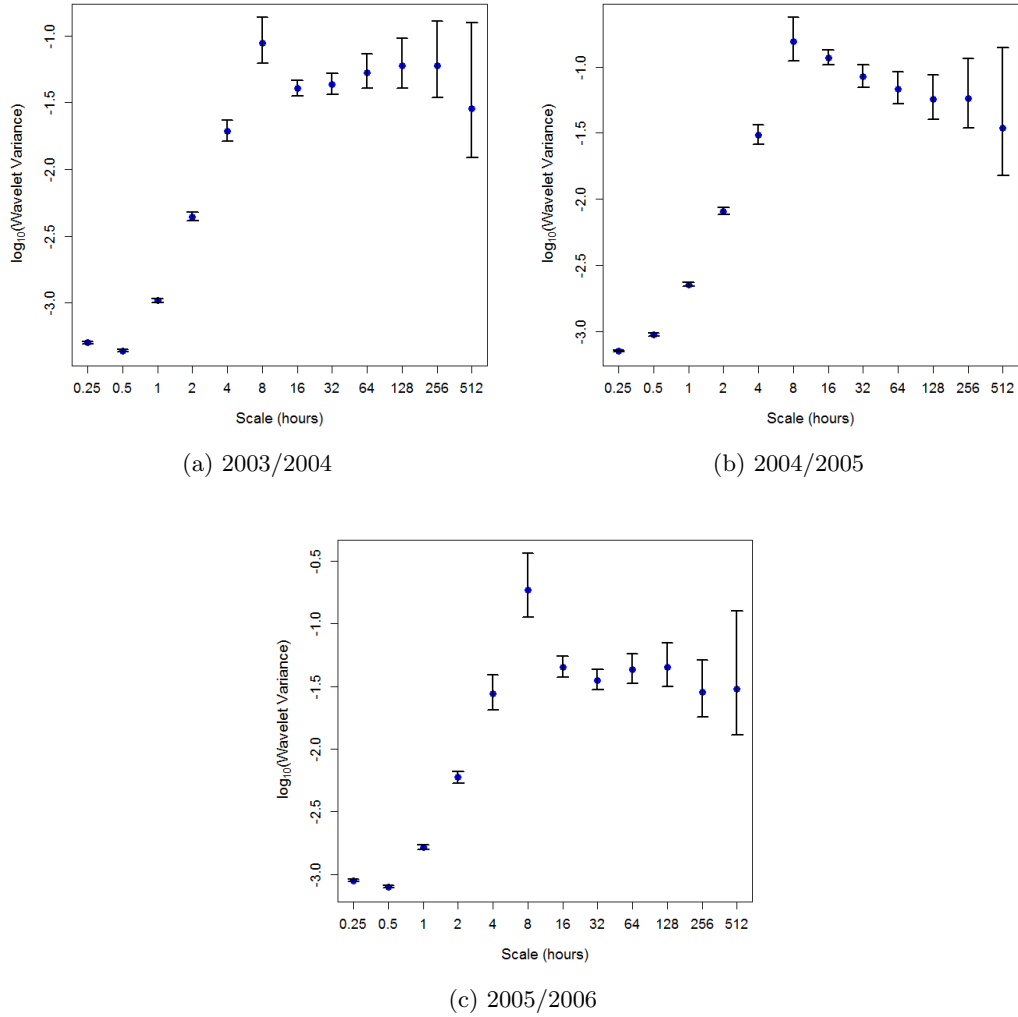 log₁₀(Wavelet Variance)
-1.0
-1.5
-2.0
-2.5
-3.0
0.25 0.5 1 2 4 8 16 32 64 128 256 512
Scale (hours)
(a) 2003/2004
log₁₀(Wavelet Variance)
-1.0
-1.5
-2.0
-2.5
-3.0
0.25 0.5 1 2 4 8 16 32 64 128 256 512
Scale (hours)
(b) 2004/2005
log₁₀(Wavelet Variance)
-0.5
-1.0
-1.5
-2.0
-2.5
-3.0
0.25 0.5 1 2 4 8 16 32 64 128 256 512
Scale (hours)
(c) 2005/2006